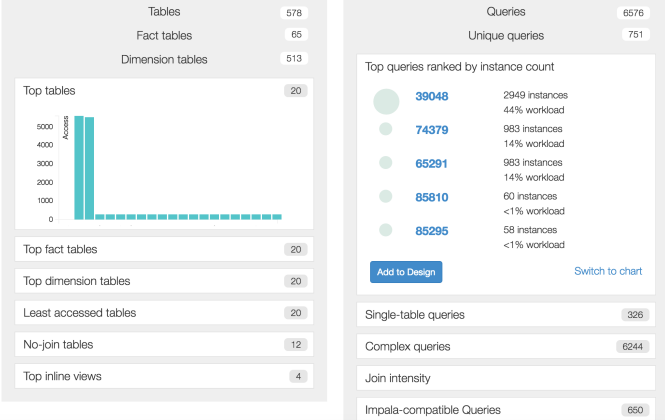 Tables 578
Fact tables 65
Dimension tables 513
Top tables 20
Access
5000
4000
3000
2000
1000
0
Top fact tables 20
Top dimension tables 20
Least accessed tables 20
No-join tables 12
Top inline views 4
Queries 6576
Unique queries 751
Top queries ranked by instance count
39048 2949 instances
44% workload
74379 983 instances
14% workload
65291 983 instances
14% workload
85810 60 instances
<1% workload
85295 58 instances
<1% workload
Add to Design Switch to chart
Single-table queries 326
Complex queries 6244
Join intensity
Impala-compatible Queries 650